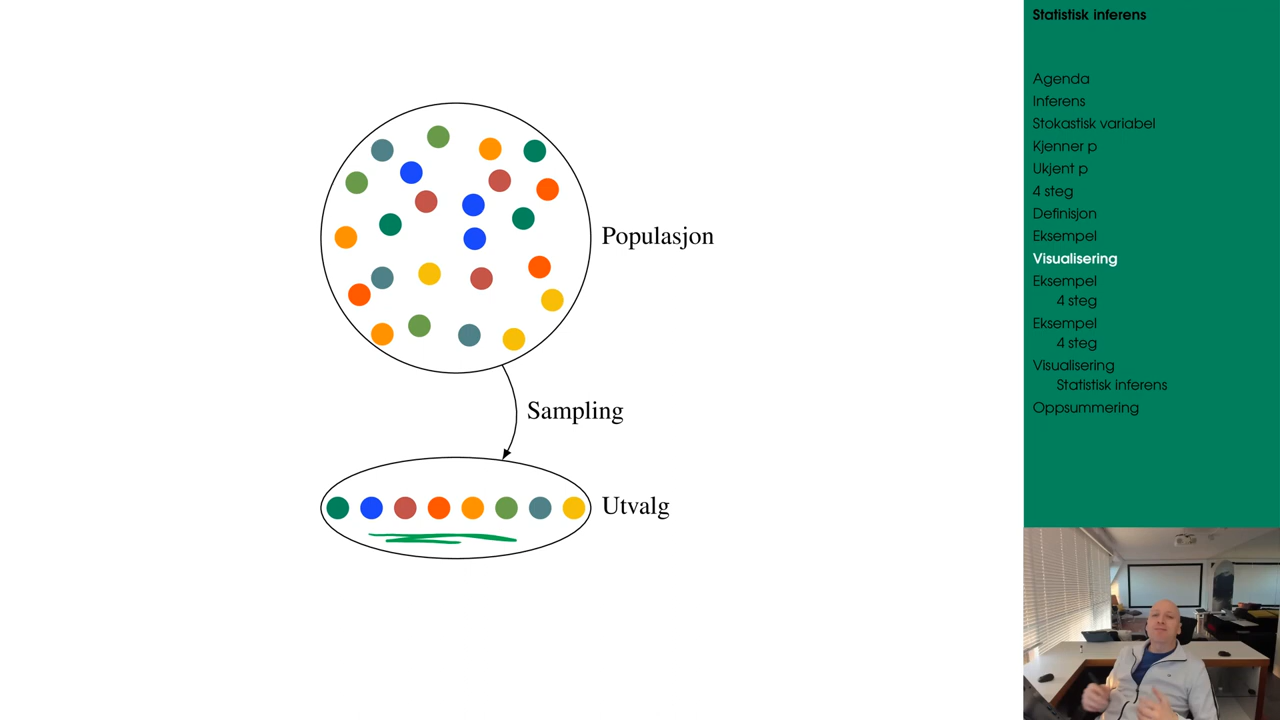 Populasjon
Sampling
Utvalg
Statistisk inferens
Agenda
Inferens
Stokastisk variabel
Kjenner p
Ukjent p
4 steg
Definisjon
Eksempel
Visualisering
Eksempel
4 steg
Eksempel
4 steg
Visualisering
Statistisk inferens
Oppsummering